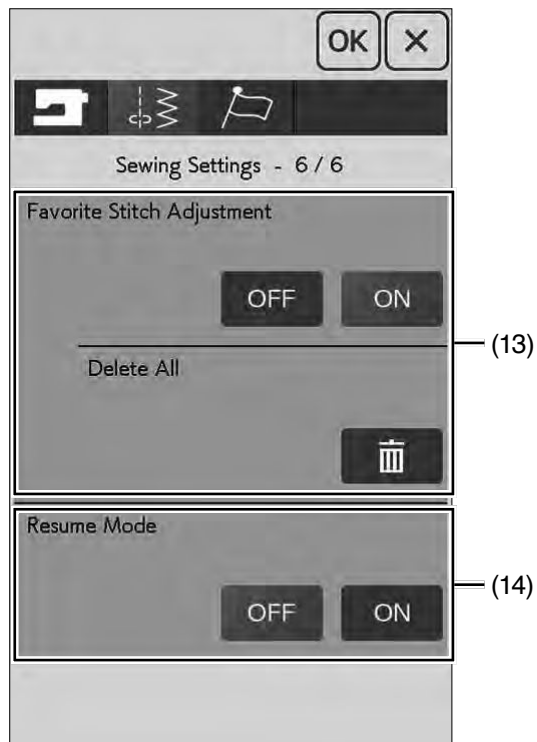 OK ×
Sewing Settings - 6 / 6
Favorite Stitch Adjustment
OFF ON
(13)
Delete All
Resume Mode
(14)
OFF ON